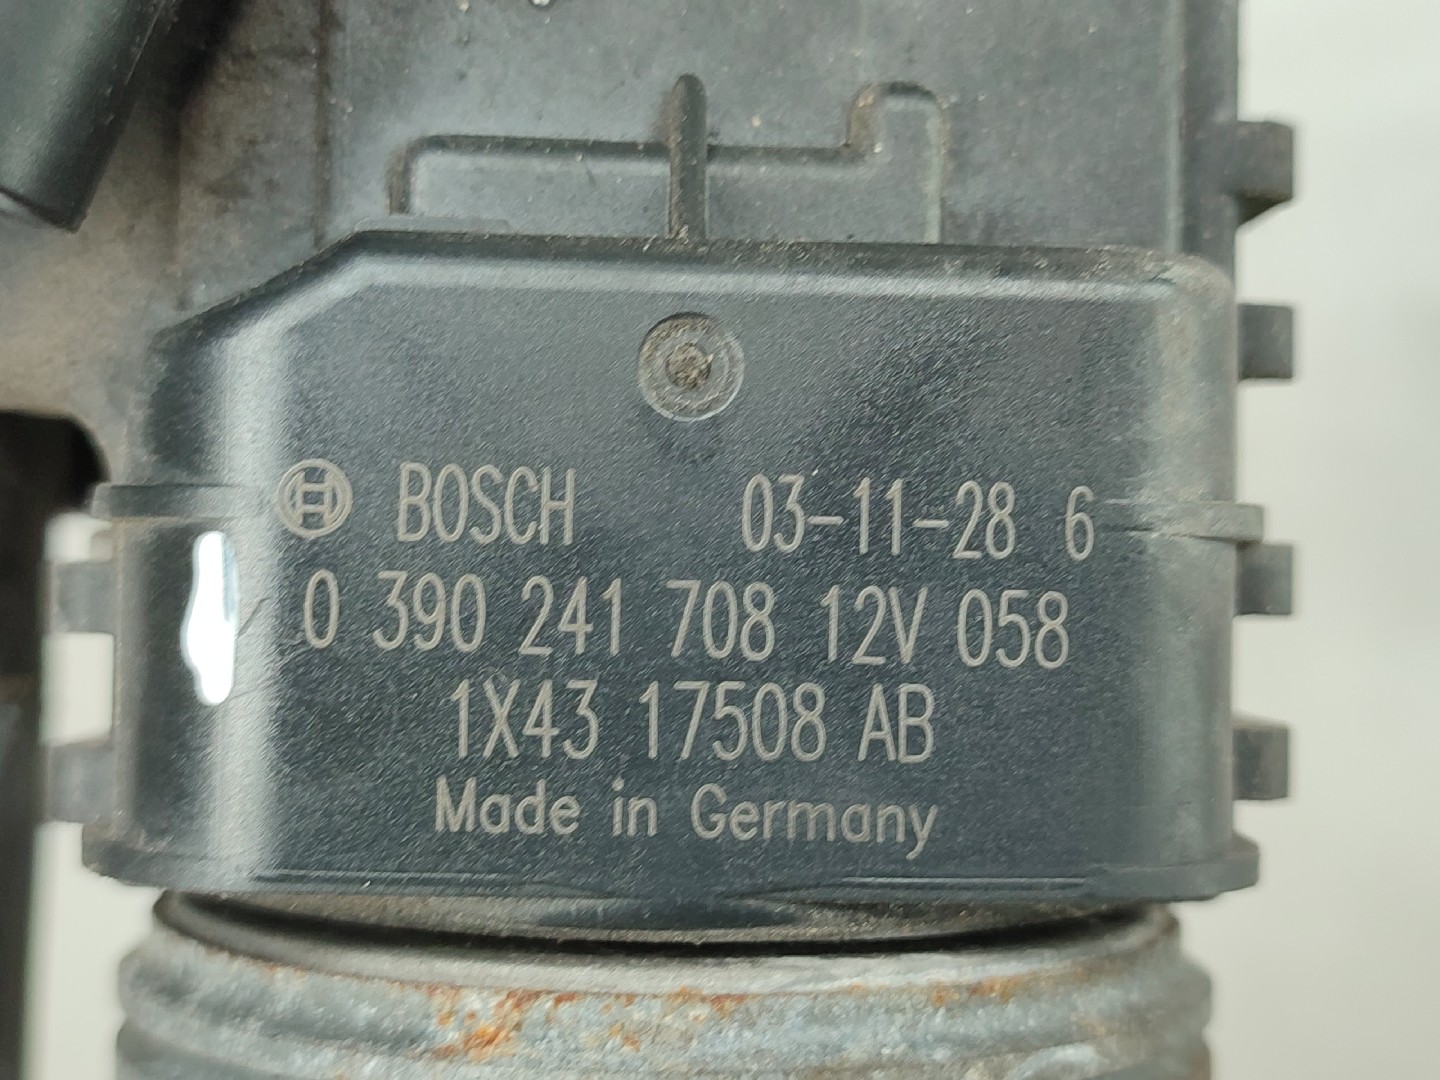 BOSCH 03-11-28 6
0 390 241 708 12V 058
1X43 17508 AB
Made in Germany